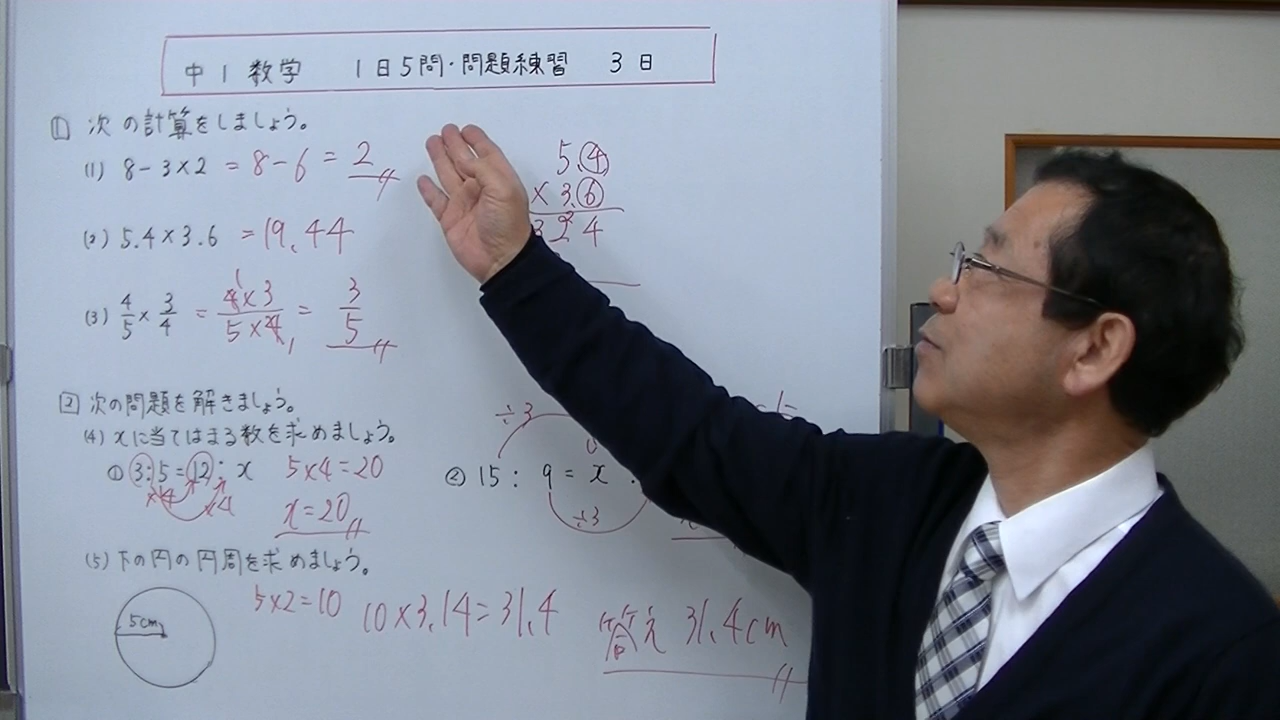 中1 数学 1日5問・問題練習 3日
1 次の計算をしましょう。
(1) 8-3×2 = 8-6 = 2
(2) 5.4×3.6 = 19.44
(3) 4/5 × 3/4 = 4×3/5×4 = 3/5
5.4
×3.6
324
2 次の問題を解きましょう。
(4) xに当てはまる数を求めましょう。
① 3:5=12:x 5×4=20
×4 ×4
x=20
÷3
② 15: 9= x
÷3
(5) 下の円の円周を求めましょう。
5cm
5×2=10 10×3.14=31.4
答え 31.4cm